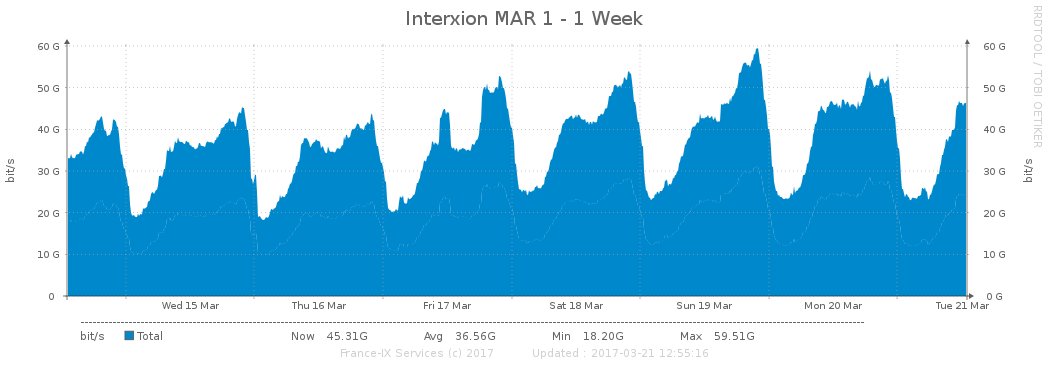 Interxion MAR 1 - 1 Week
RRDTOOL / TOBI OETIKER
60 G 60 G
50 G 50 G
40 G 40 G
30 G 30 G
20 G 20 G
10 G 10 G
0 0 G
bit/s bit/s
Wed 15 Mar Thu 16 Mar Fri 17 Mar Sat 18 Mar Sun 19 Mar Mon 20 Mar Tue 21 Mar
bit/s Total Now 45.31G Avg 36.56G Min 18.20G Max 59.51G
France-IX Services (c) 2017 Updated : 2017-03-21 12:55:16